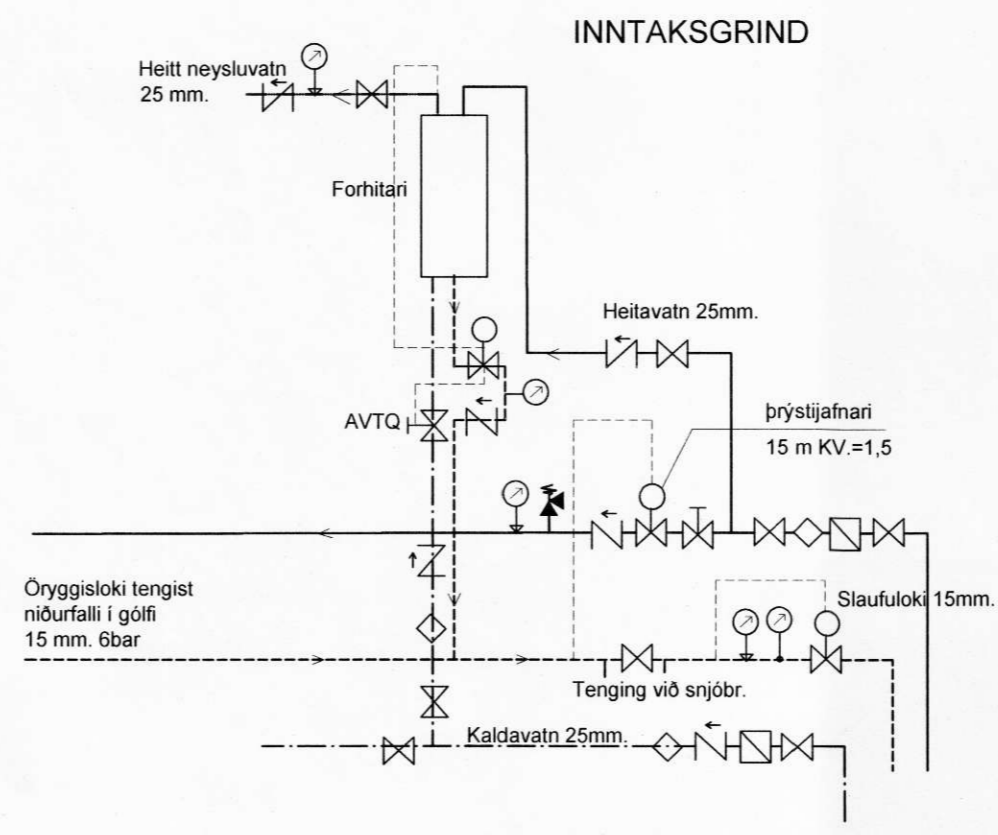 INNTAKSGRIND
Heitt neysluvatn
25 mm.
Forhitari
Heitavatn 25mm.
AVTQ
þrýstijafnari
15 m KV.=1,5
Öryggisloki tengist
niðurfalli í gólfi
15 mm. 6bar
Slaufuloki 15mm.
Tenging við snjóbr.
Kaldavatn 25mm.